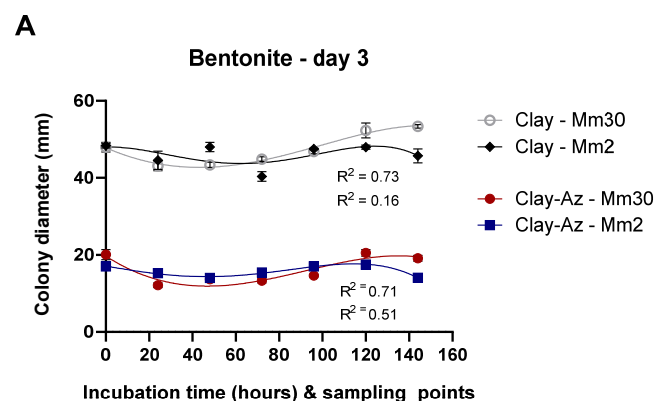 A
Bentonite - day 3
Colony diameter (mm)
60
40
20
0
0 20 40 60 80 100 120 140 160
Incubation time (hours) & sampling points
R² = 0.73
R² = 0.16
R² = 0.71
R² = 0.51
Clay - Mm30
Clay - Mm2
Clay-Az - Mm30
Clay-Az - Mm2